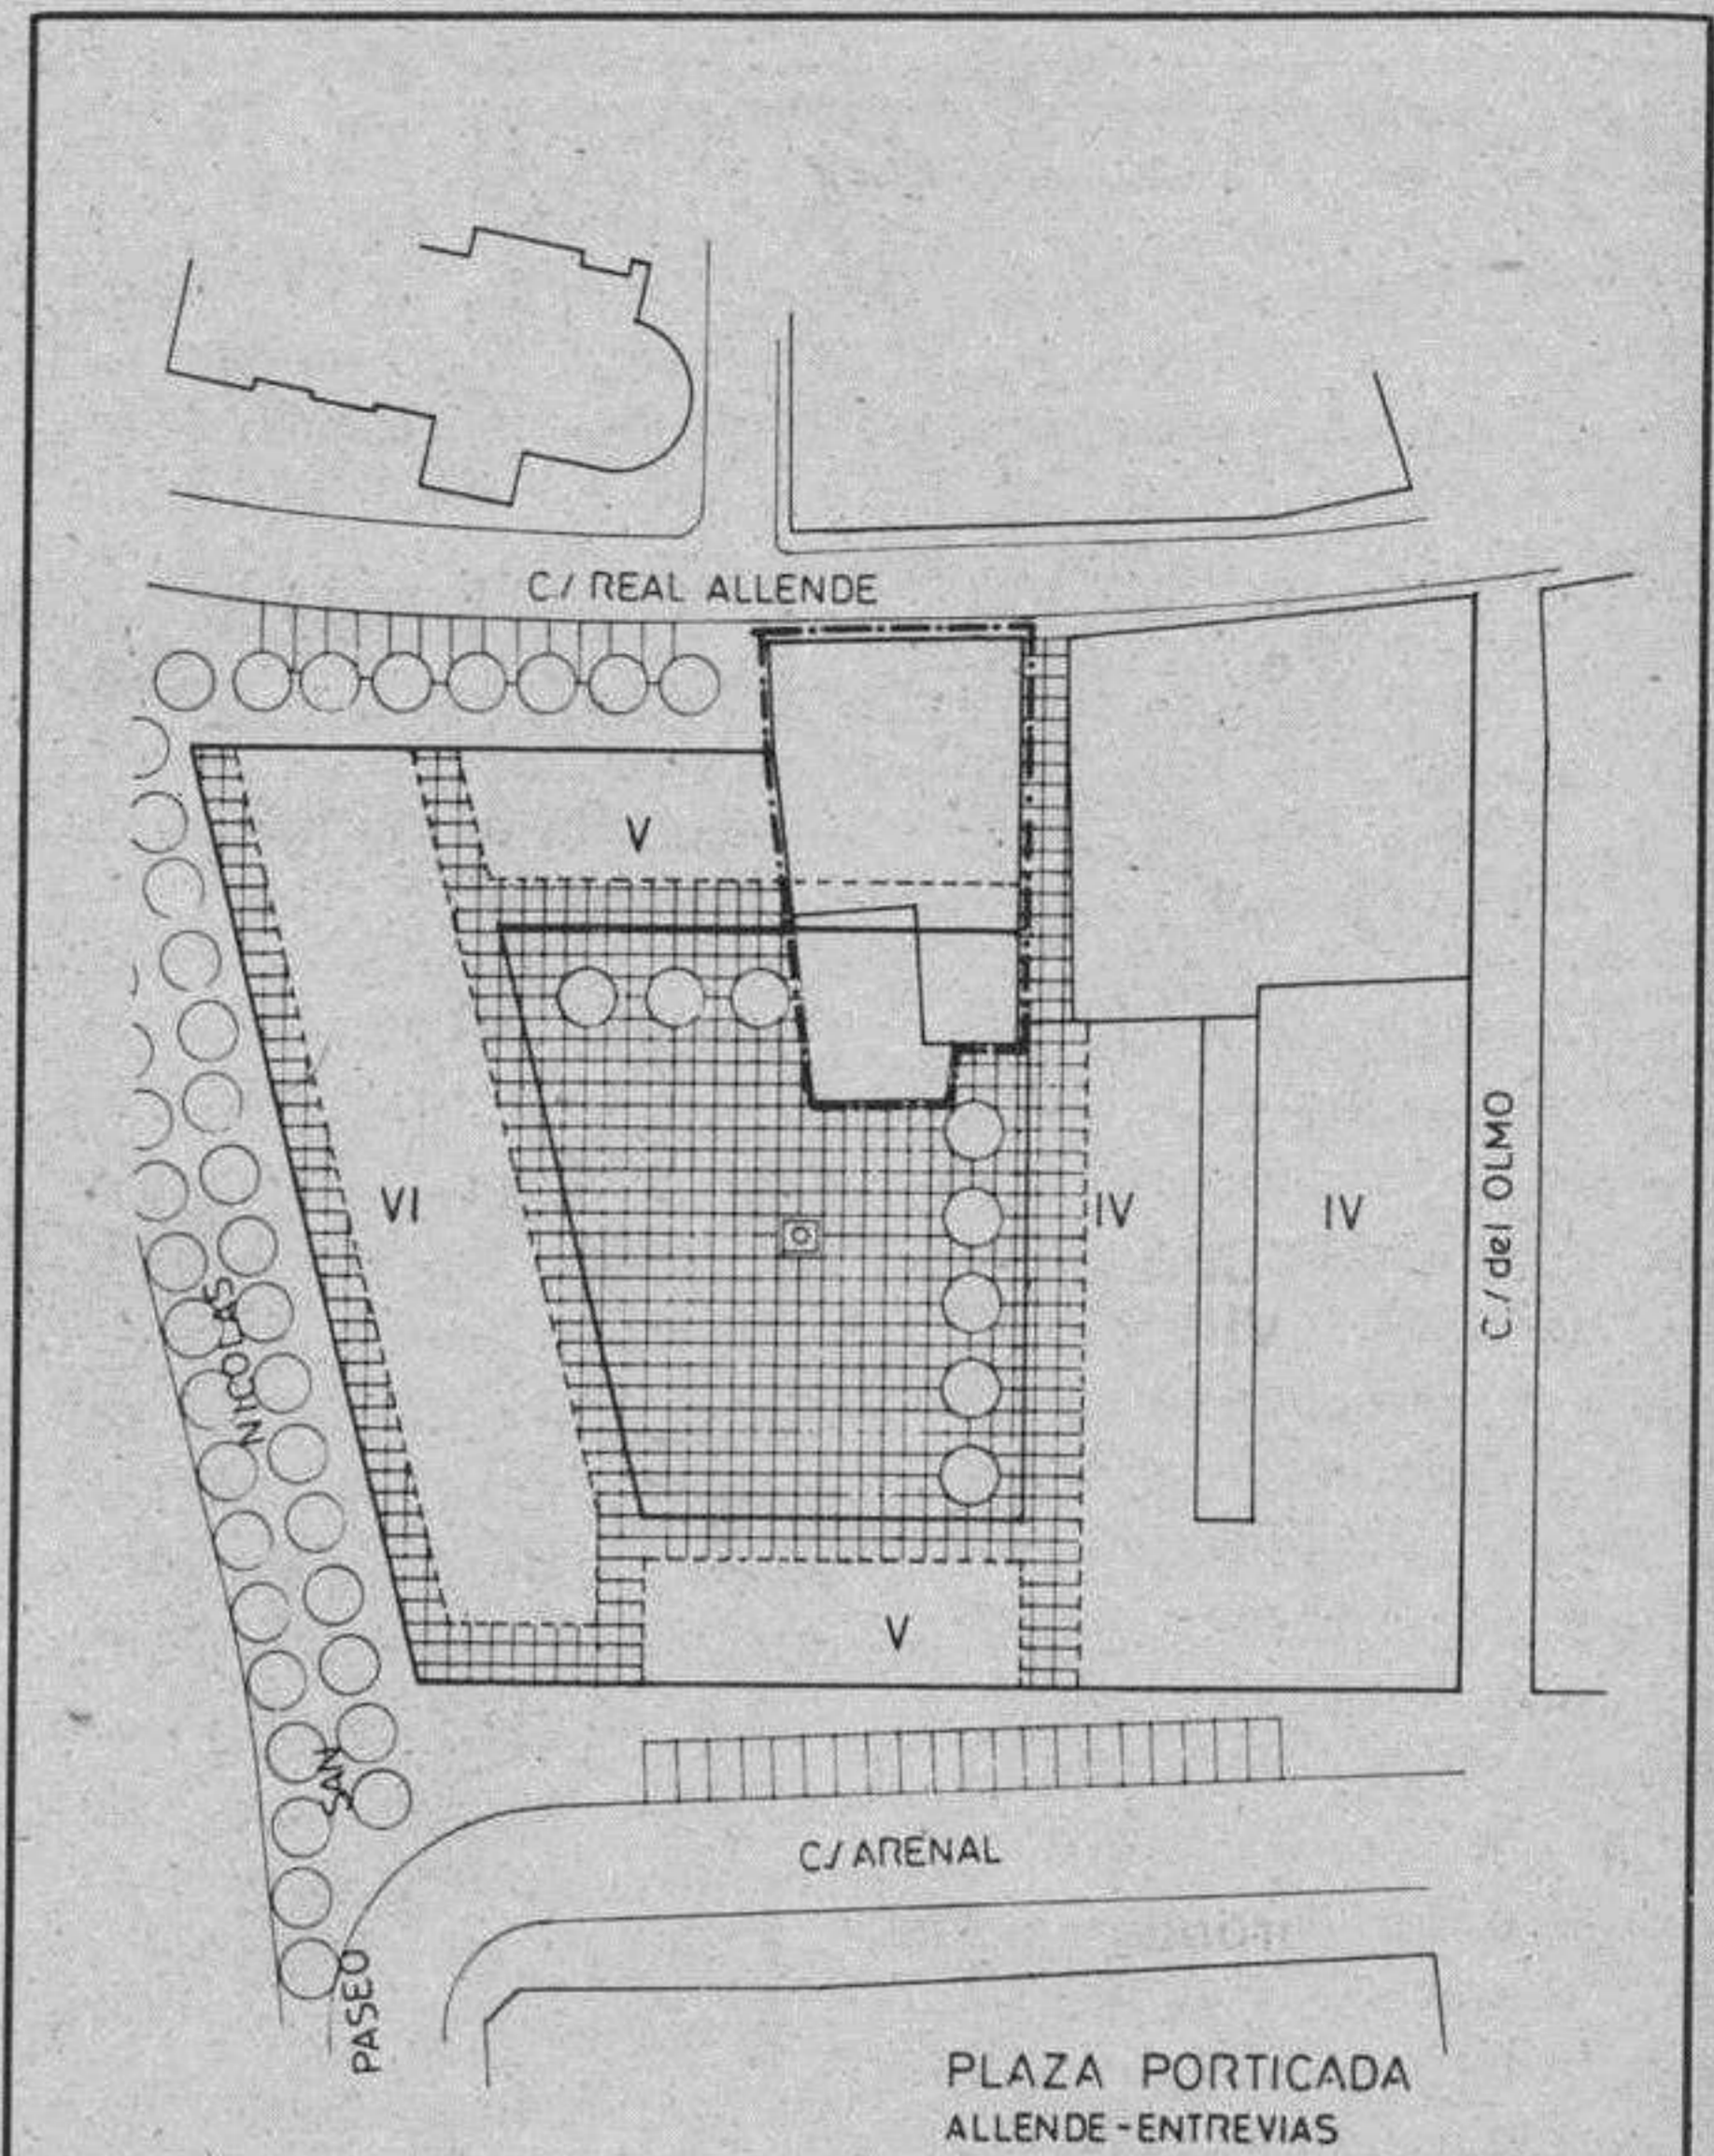 C/ REAL ALLENDE
V
VI
IV
IV
C/ del OLMO
V
PASEO SAN NICOLAS
C/ ARENAL
PLAZA PORTICADA
ALLENDE-ENTREVIAS